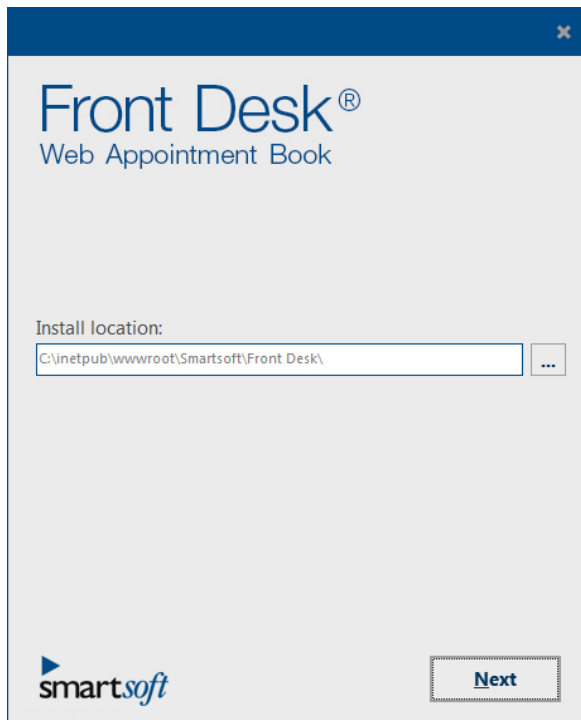 Front Desk®
Web Appointment Book
Install location:
C:\inetpub\wwwroot\Smartsoft\Front Desk\
...
smartsoft
Next